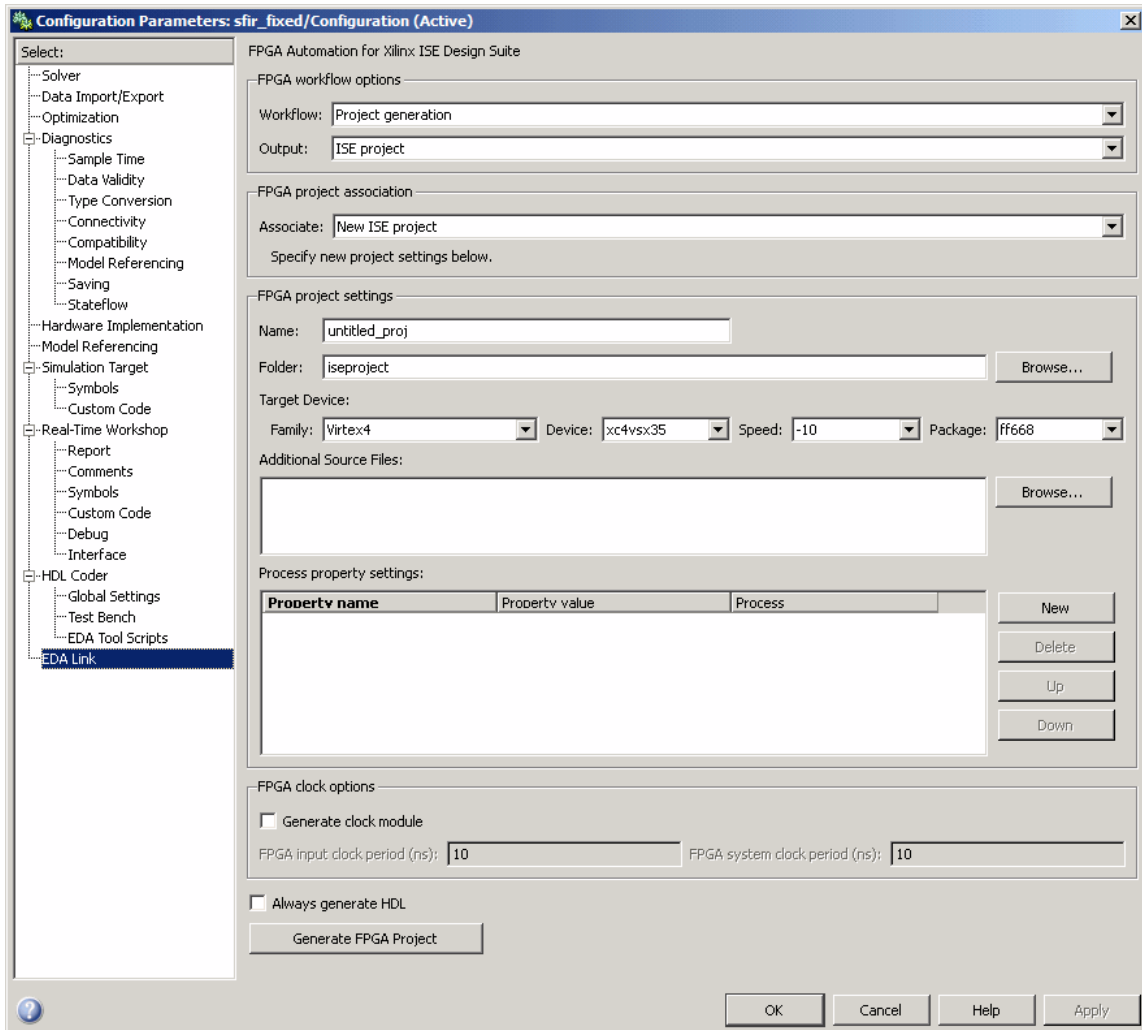 Configuration Parameters: sfir_fixed/Configuration (Active)
Select:
Solver
Data Import/Export
Optimization
Diagnostics
Sample Time
Data Validity
Type Conversion
Connectivity
Compatibility
Model Referencing
Saving
Stateflow
Hardware Implementation
Model Referencing
Simulation Target
Symbols
Custom Code
Real-Time Workshop
Report
Comments
Symbols
Custom Code
Debug
Interface
HDL Coder
Global Settings
Test Bench
EDA Tool Scripts
EDA Link
FPGA Automation for Xilinx ISE Design Suite
FPGA workflow options
Workflow: Project generation
Output: ISE project
FPGA project association
Associate: New ISE project
Specify new project settings below.
FPGA project settings
Name: untitled_proj
Folder: iseproject Browse...
Target Device:
Family: Virtex4 Device: xc4vsx35 Speed: -10 Package: ff668
Additional Source Files:
Browse...
Process property settings:
Property name Property value Process
New
Delete
Up
Down
FPGA clock options
Generate clock module
FPGA input clock period (ns): 10 FPGA system clock period (ns): 10
Always generate HDL
Generate FPGA Project
OK Cancel Help Apply